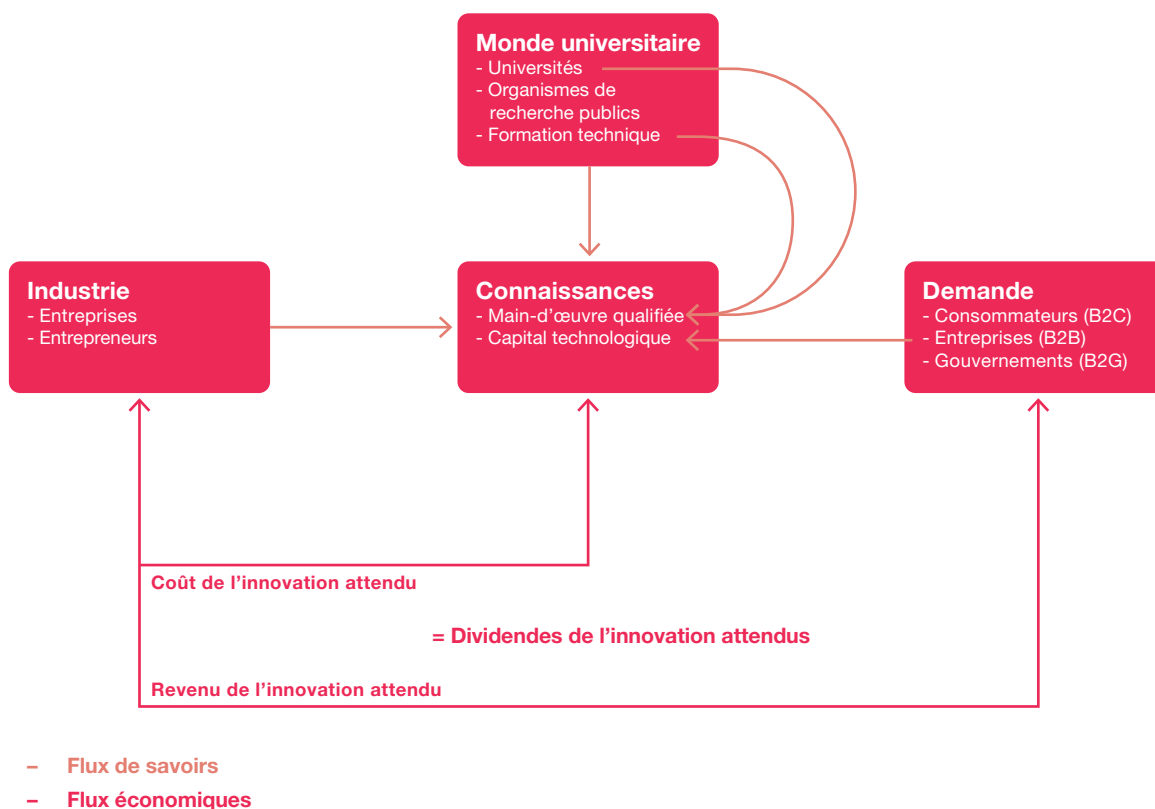 Monde universitaire
- Universités
- Organismes de
recherche publics
- Formation technique
Industrie
- Entreprises
- Entrepreneurs
Connaissances
- Main-d’œuvre qualifiée
- Capital technologique
Demande
- Consommateurs (B2C)
- Entreprises (B2B)
- Gouvernements (B2G)
Coût de l’innovation attendu
= Dividendes de l’innovation attendus
Revenu de l’innovation attendu
– Flux de savoirs
– Flux économiques